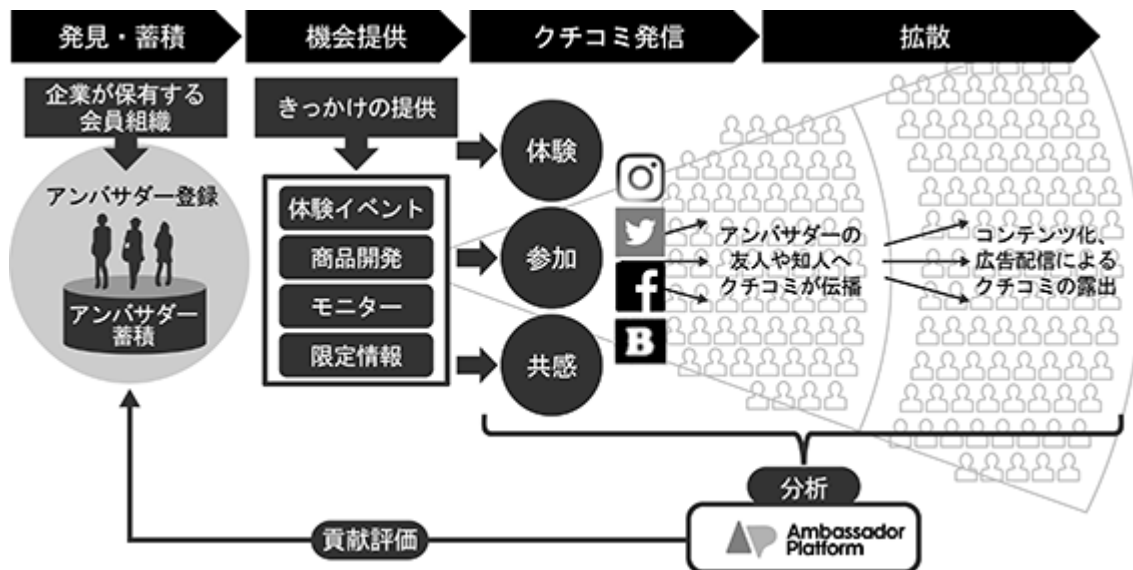 発見・蓄積
機会提供
クチコミ発信
拡散
企業が保有する
会員組織
アンバサダー登録
アンバサダー
蓄積
きっかけの提供
体験イベント
商品開発
モニター
限定情報
体験
参加
共感
B
アンバサダーの
友人や知人へ
クチコミが伝播
コンテンツ化、
広告配信による
クチコミの露出
分析
Ambassador
Platform
貢献評価